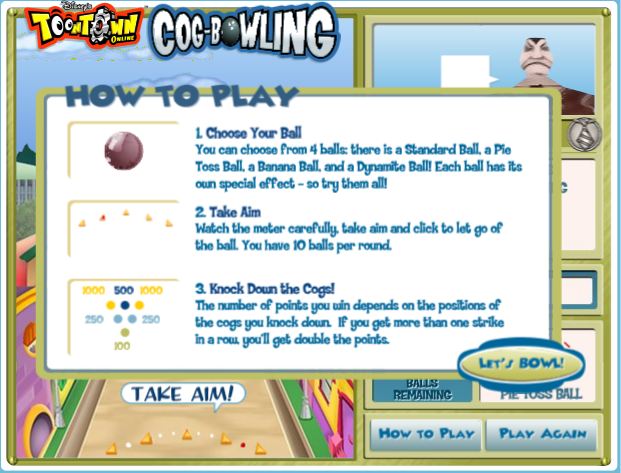 Disney's
TOONTOWN
ONLINE
COG-BOWLING
HOW TO PLAY
1. Choose Your Ball
You can choose from 4 balls: there is a Standard Ball, a Pie
Toss Ball, a Banana Ball, and a Dynamite Ball! Each ball has its
own special effect - so try them all!
2. Take Aim
Watch the meter carefully, take aim and click to let go of
the ball. You have 10 balls per round.
1000 500 1000
250 250
100
3. Knock Down the Cogs!
The number of points you win depends on the positions of
the cogs you knock down. If you get more than one strike
in a row, you'll get double the points.
LET'S BOWL!
TAKE AIM!
BALLS
REMAINING
PIE TOSS BALL
HOW TO PLAY
PLAY AGAIN